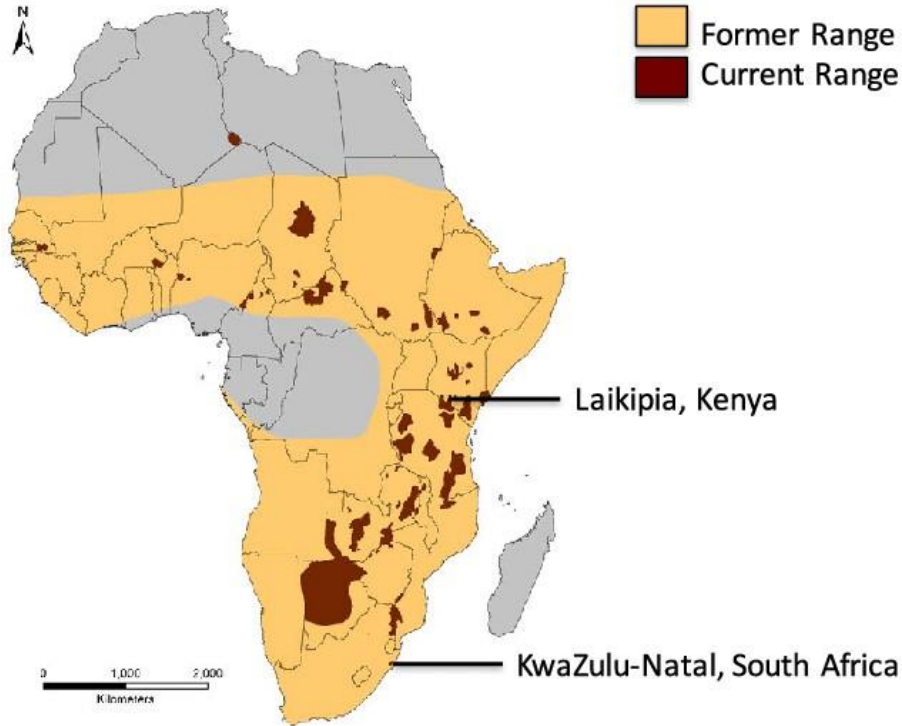 N
Former Range
Current Range
Laikipia, Kenya
KwaZulu-Natal, South Africa
0 1,000 2,000
Kilometers